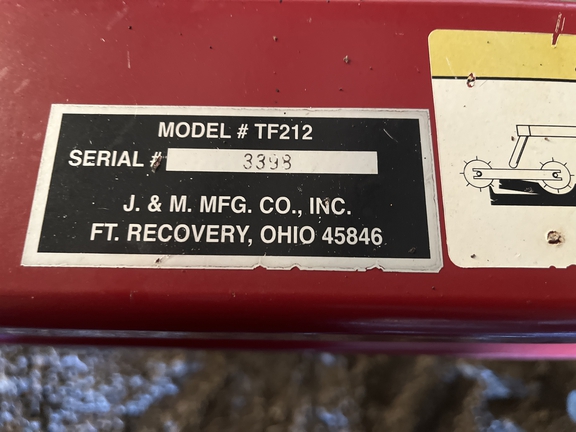 MODEL # TF212
SERIAL # 3398
J. & M. MFG. CO., INC.
FT. RECOVERY, OHIO 45846